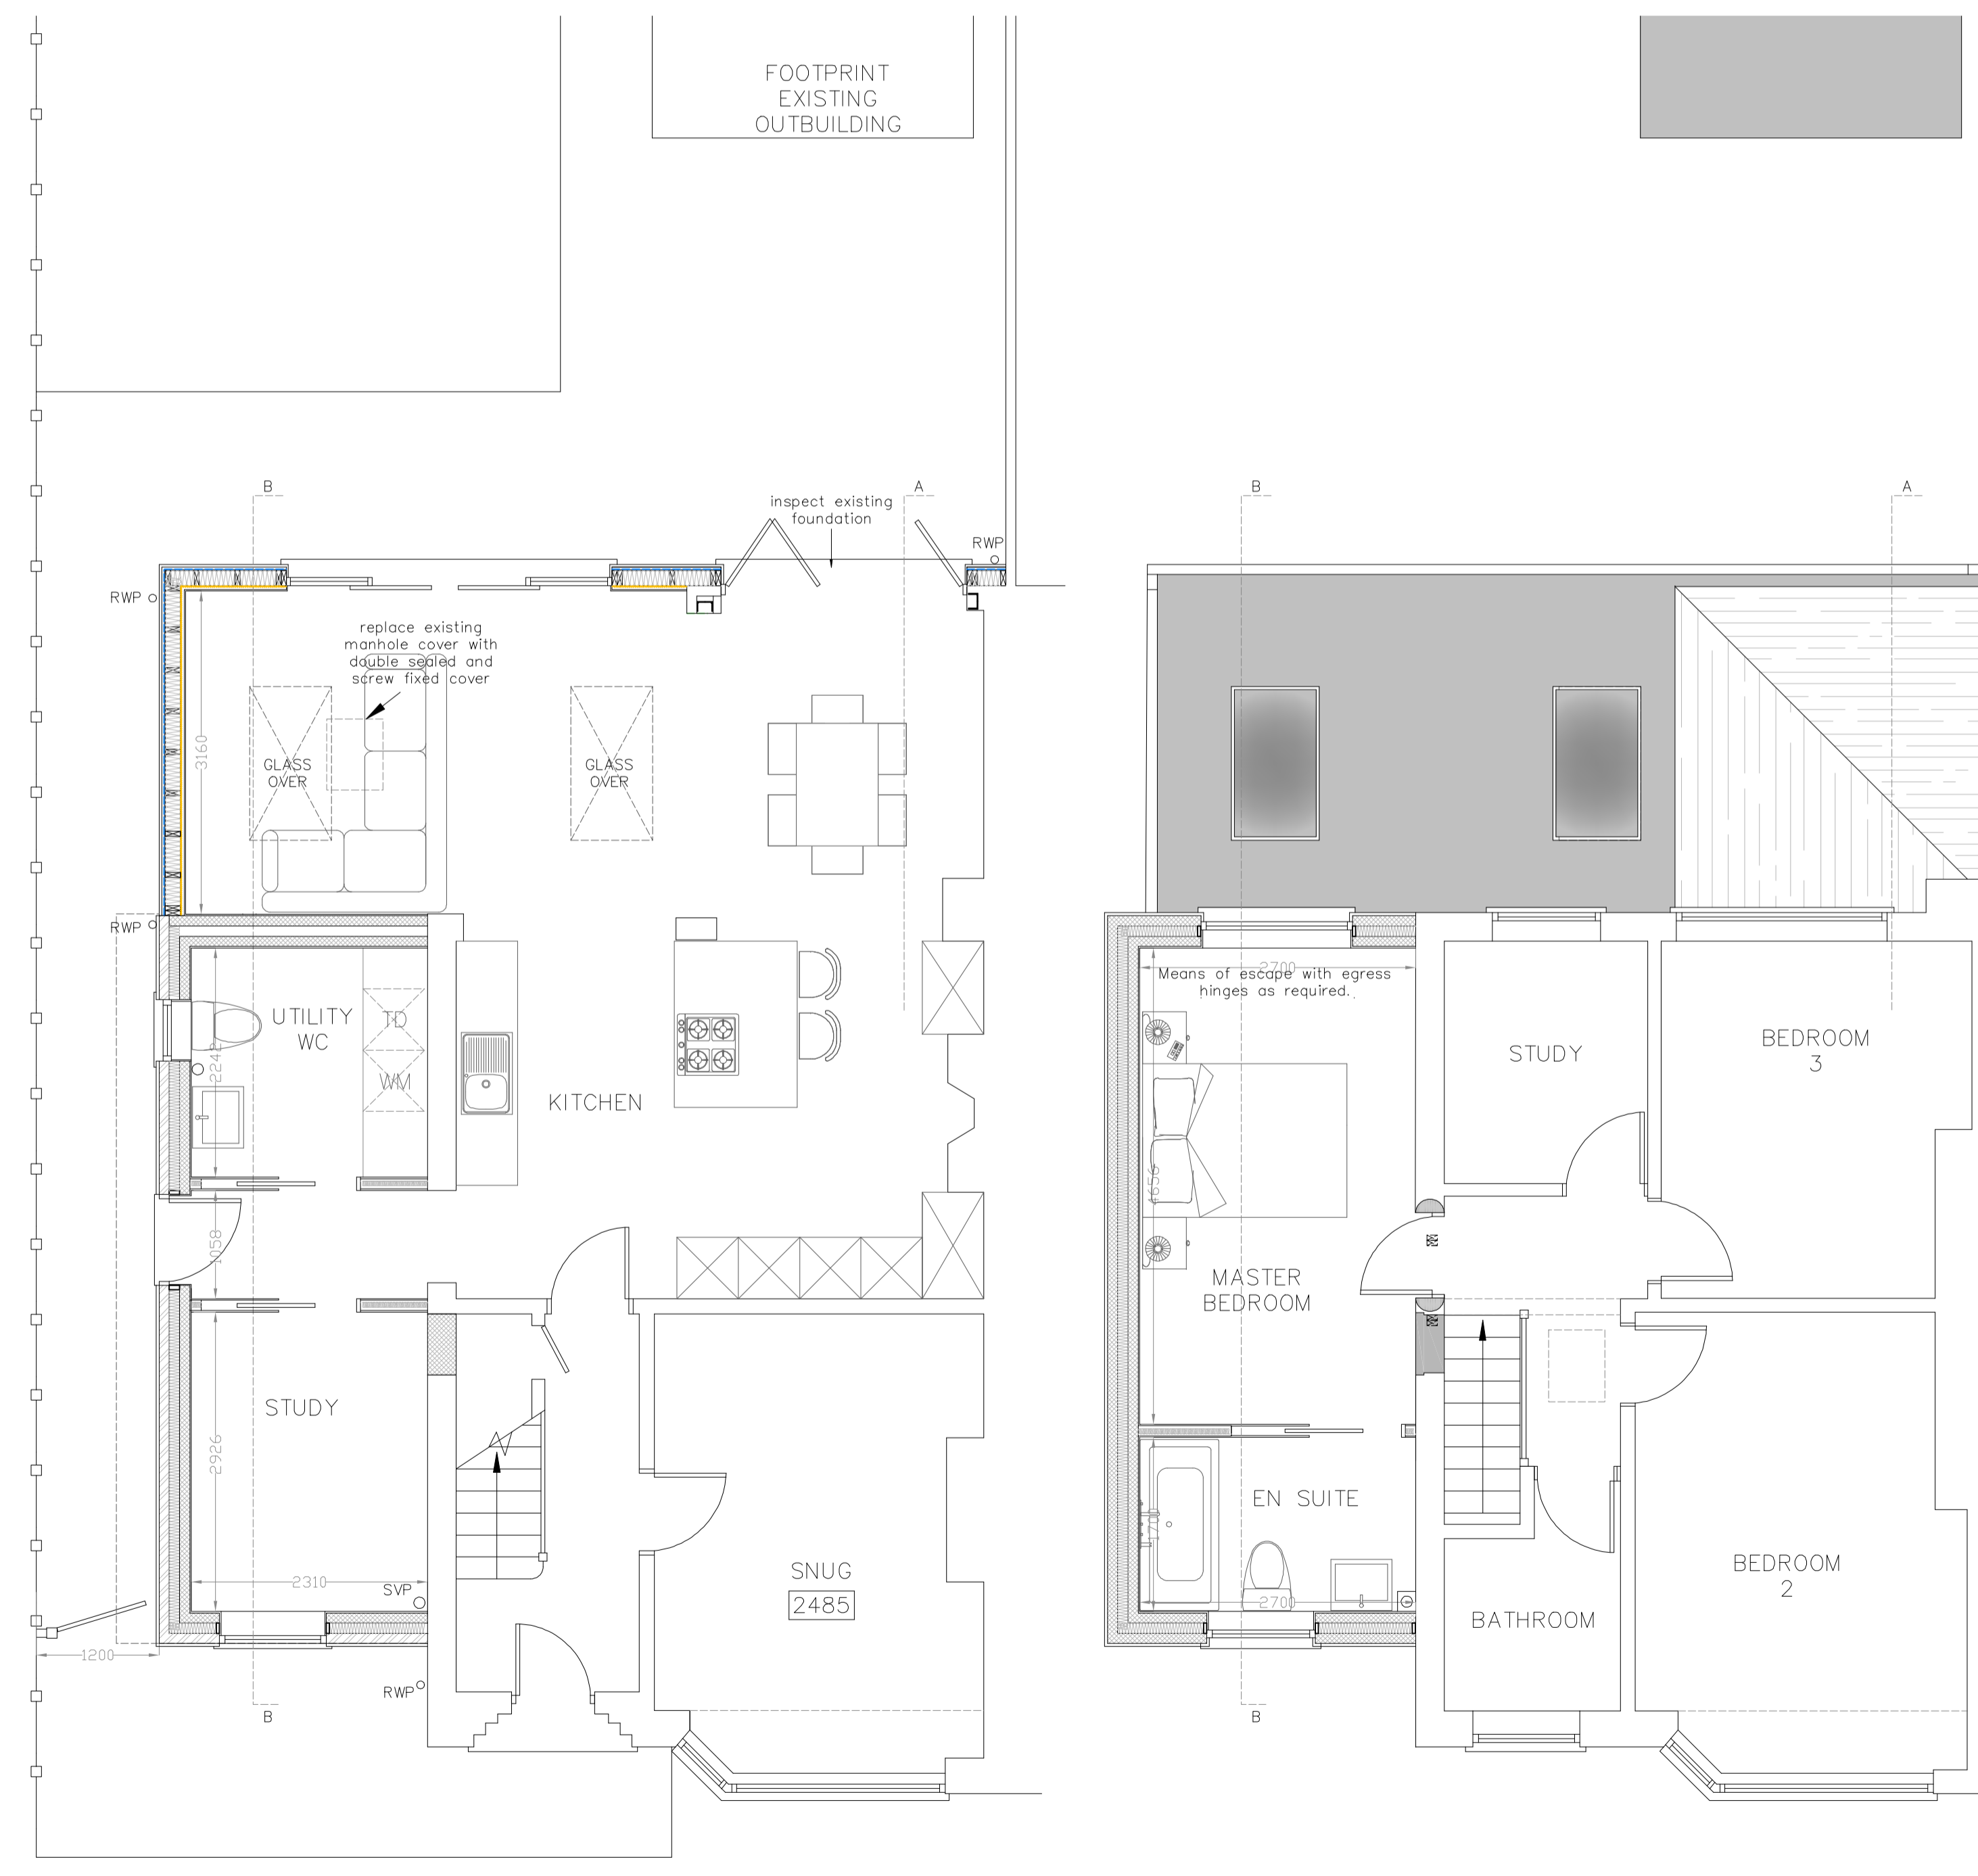 FOOTPRINT
EXISTING
OUTBUILDING
B
A
inspect existing
foundation
RWP
RWP
replace existing
manhole cover with
double sealed and
screw fixed cover
3160
GLASS
OVER
GLASS
OVER
RWP
UTILITY
WC
TD
2242
WM
KITCHEN
1058
STUDY
2926
2310
SVP
SNUG
2485
1200
RWP
B
B
A
2700
Means of escape with egress
hinges as required.
STUDY
BEDROOM
3
4656
MASTER
BEDROOM
EN SUITE
1700
2700
BATHROOM
BEDROOM
2
B